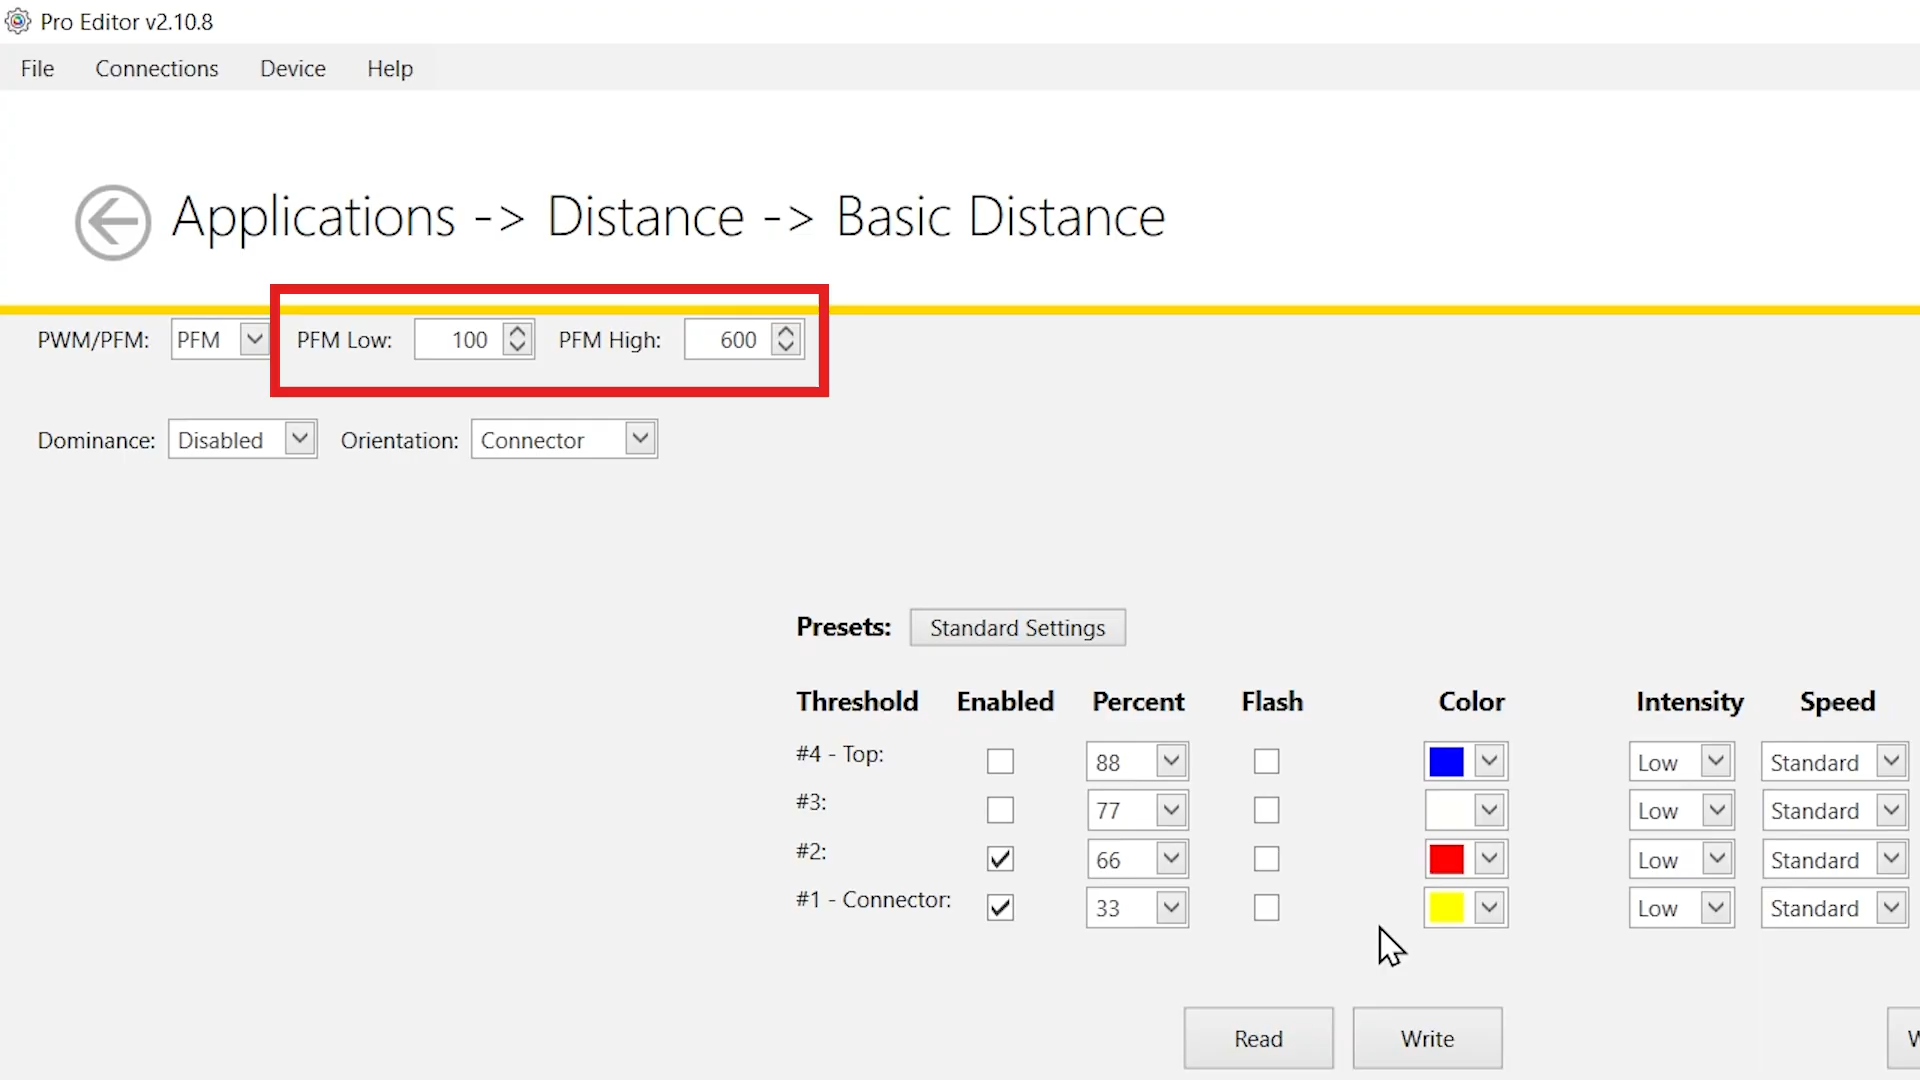 Pro Editor v2.10.8
File Connections Device Help
Applications -> Distance -> Basic Distance
PWM/PFM: PFM PFM Low: 100 PFM High: 600
Dominance: Disabled Orientation: Connector
Presets: Standard Settings
Threshold Enabled Percent Flash Color Intensity Speed
#4 - Top: 88 Low Standard
#3: 77 Low Standard
#2: 66 Low Standard
#1 - Connector: 33 Low Standard
Read Write